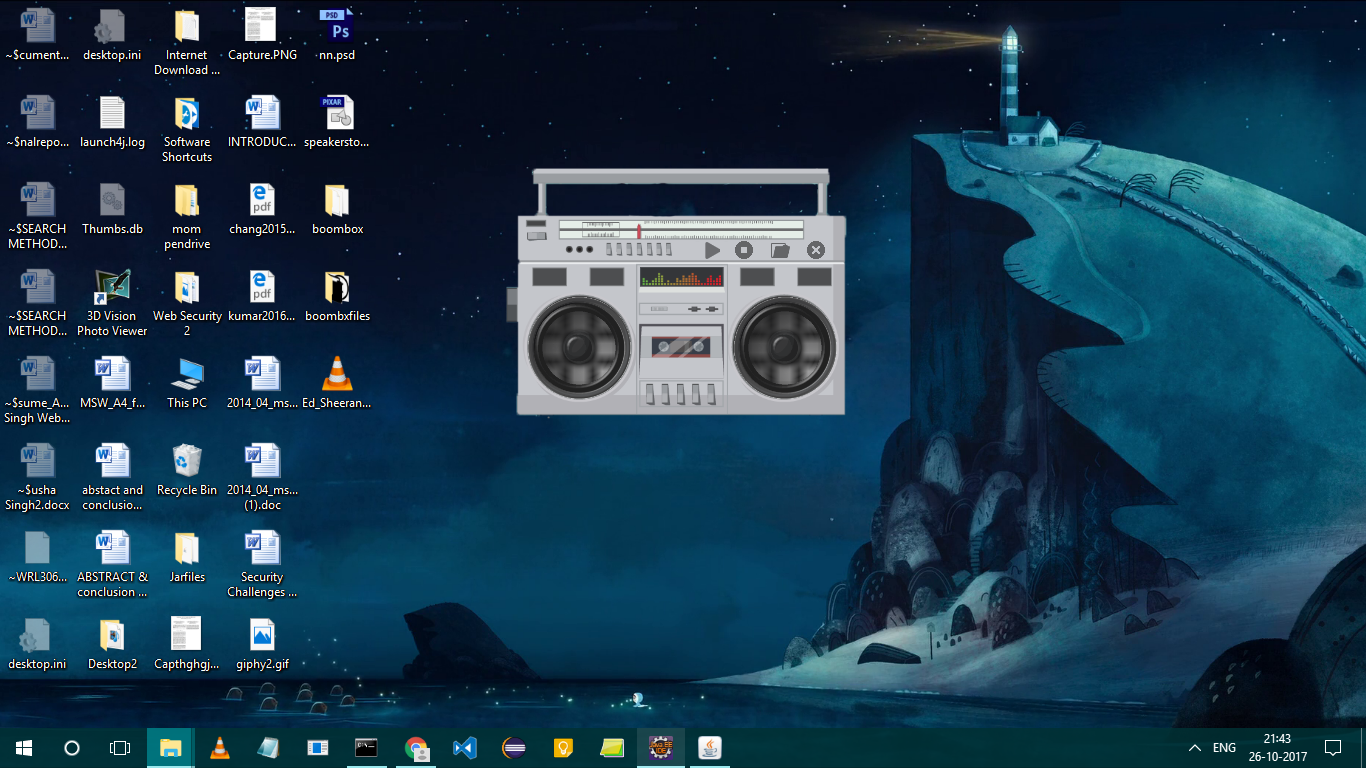 ~$cument...
desktop.ini
Internet
Download ...
Capture.PNG
PSD
Ps
nn.psd
~$nalrepo...
launch4j.log
Software
Shortcuts
INTRODUC...
PIXAR
speakersto...
~$SEARCH
METHOD...
Thumbs.db
mom
pendrive
pdf
chang2015...
boombox
~$SEARCH
METHOD...
3D Vision
Photo Viewer
Web Security
2
pdf
kumar2016...
boombxfiles
~$sume_A...
Singh Web...
MSW_A4_f...
This PC
2014_04_ms...
Ed_Sheeran...
~$usha
Singh2.docx
abstact and
conclusio...
Recycle Bin
2014_04_ms...
(1).doc
~WRL306...
ABSTRACT &
conclusion ...
Jarfiles
Security
Challenges ...
desktop.ini
Desktop2
Capthghgj...
giphy2.gif
ENG
21:43
26-10-2017